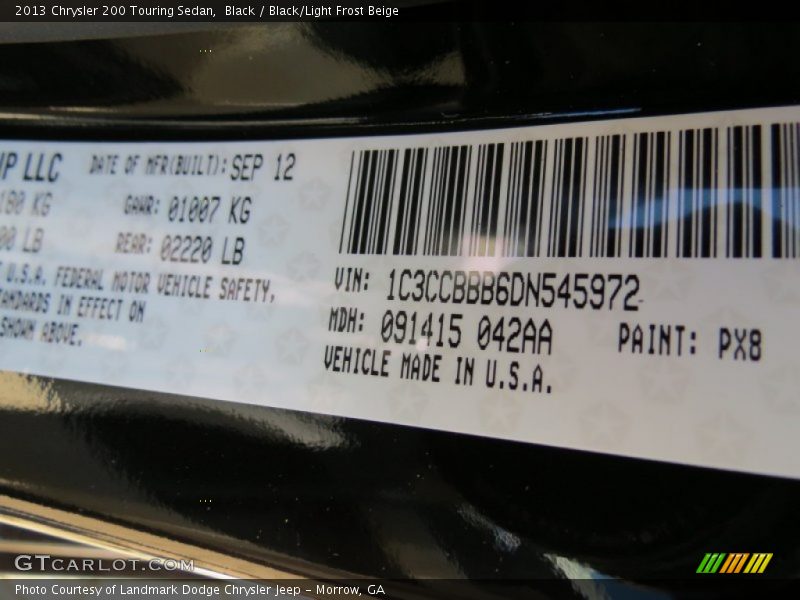 2013 Chrysler 200 Touring Sedan, Black / Black/Light Frost Beige
LLC DATE OF MFR(BUILT): SEP 12
KG GAWR: 01007 KG
LB REAR: 02220 LB
U.S.A. FEDERAL MOTOR VEHICLE SAFETY,
IN EFFECT ON
SHOWN ABOVE.
VIN: 1C3CCBBB6DN545972
MDH: 091415 042AA PAINT: PX8
VEHICLE MADE IN U.S.A.
GTCARLOT.COM
Photo Courtesy of Landmark Dodge Chrysler Jeep - Morrow, GA